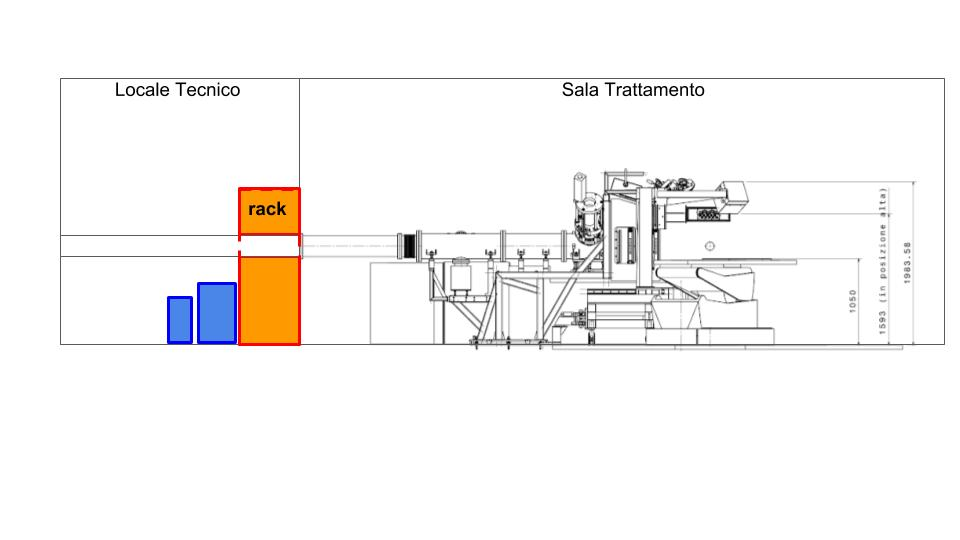 Locale Tecnico
Sala Trattamento
rack
1050
1593 (in posizione alta)
1983.58